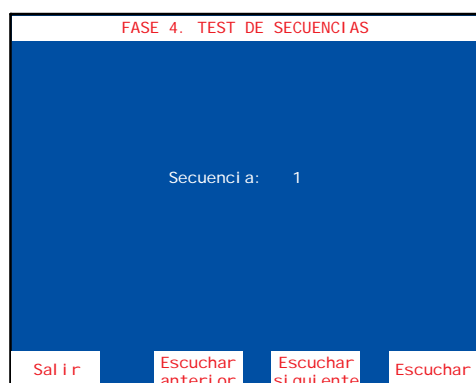 FASE 4. TEST DE SECUENCIAS
Secuencia: 1
Salir
Escuchar
anterior
Escuchar
siguiente
Escuchar